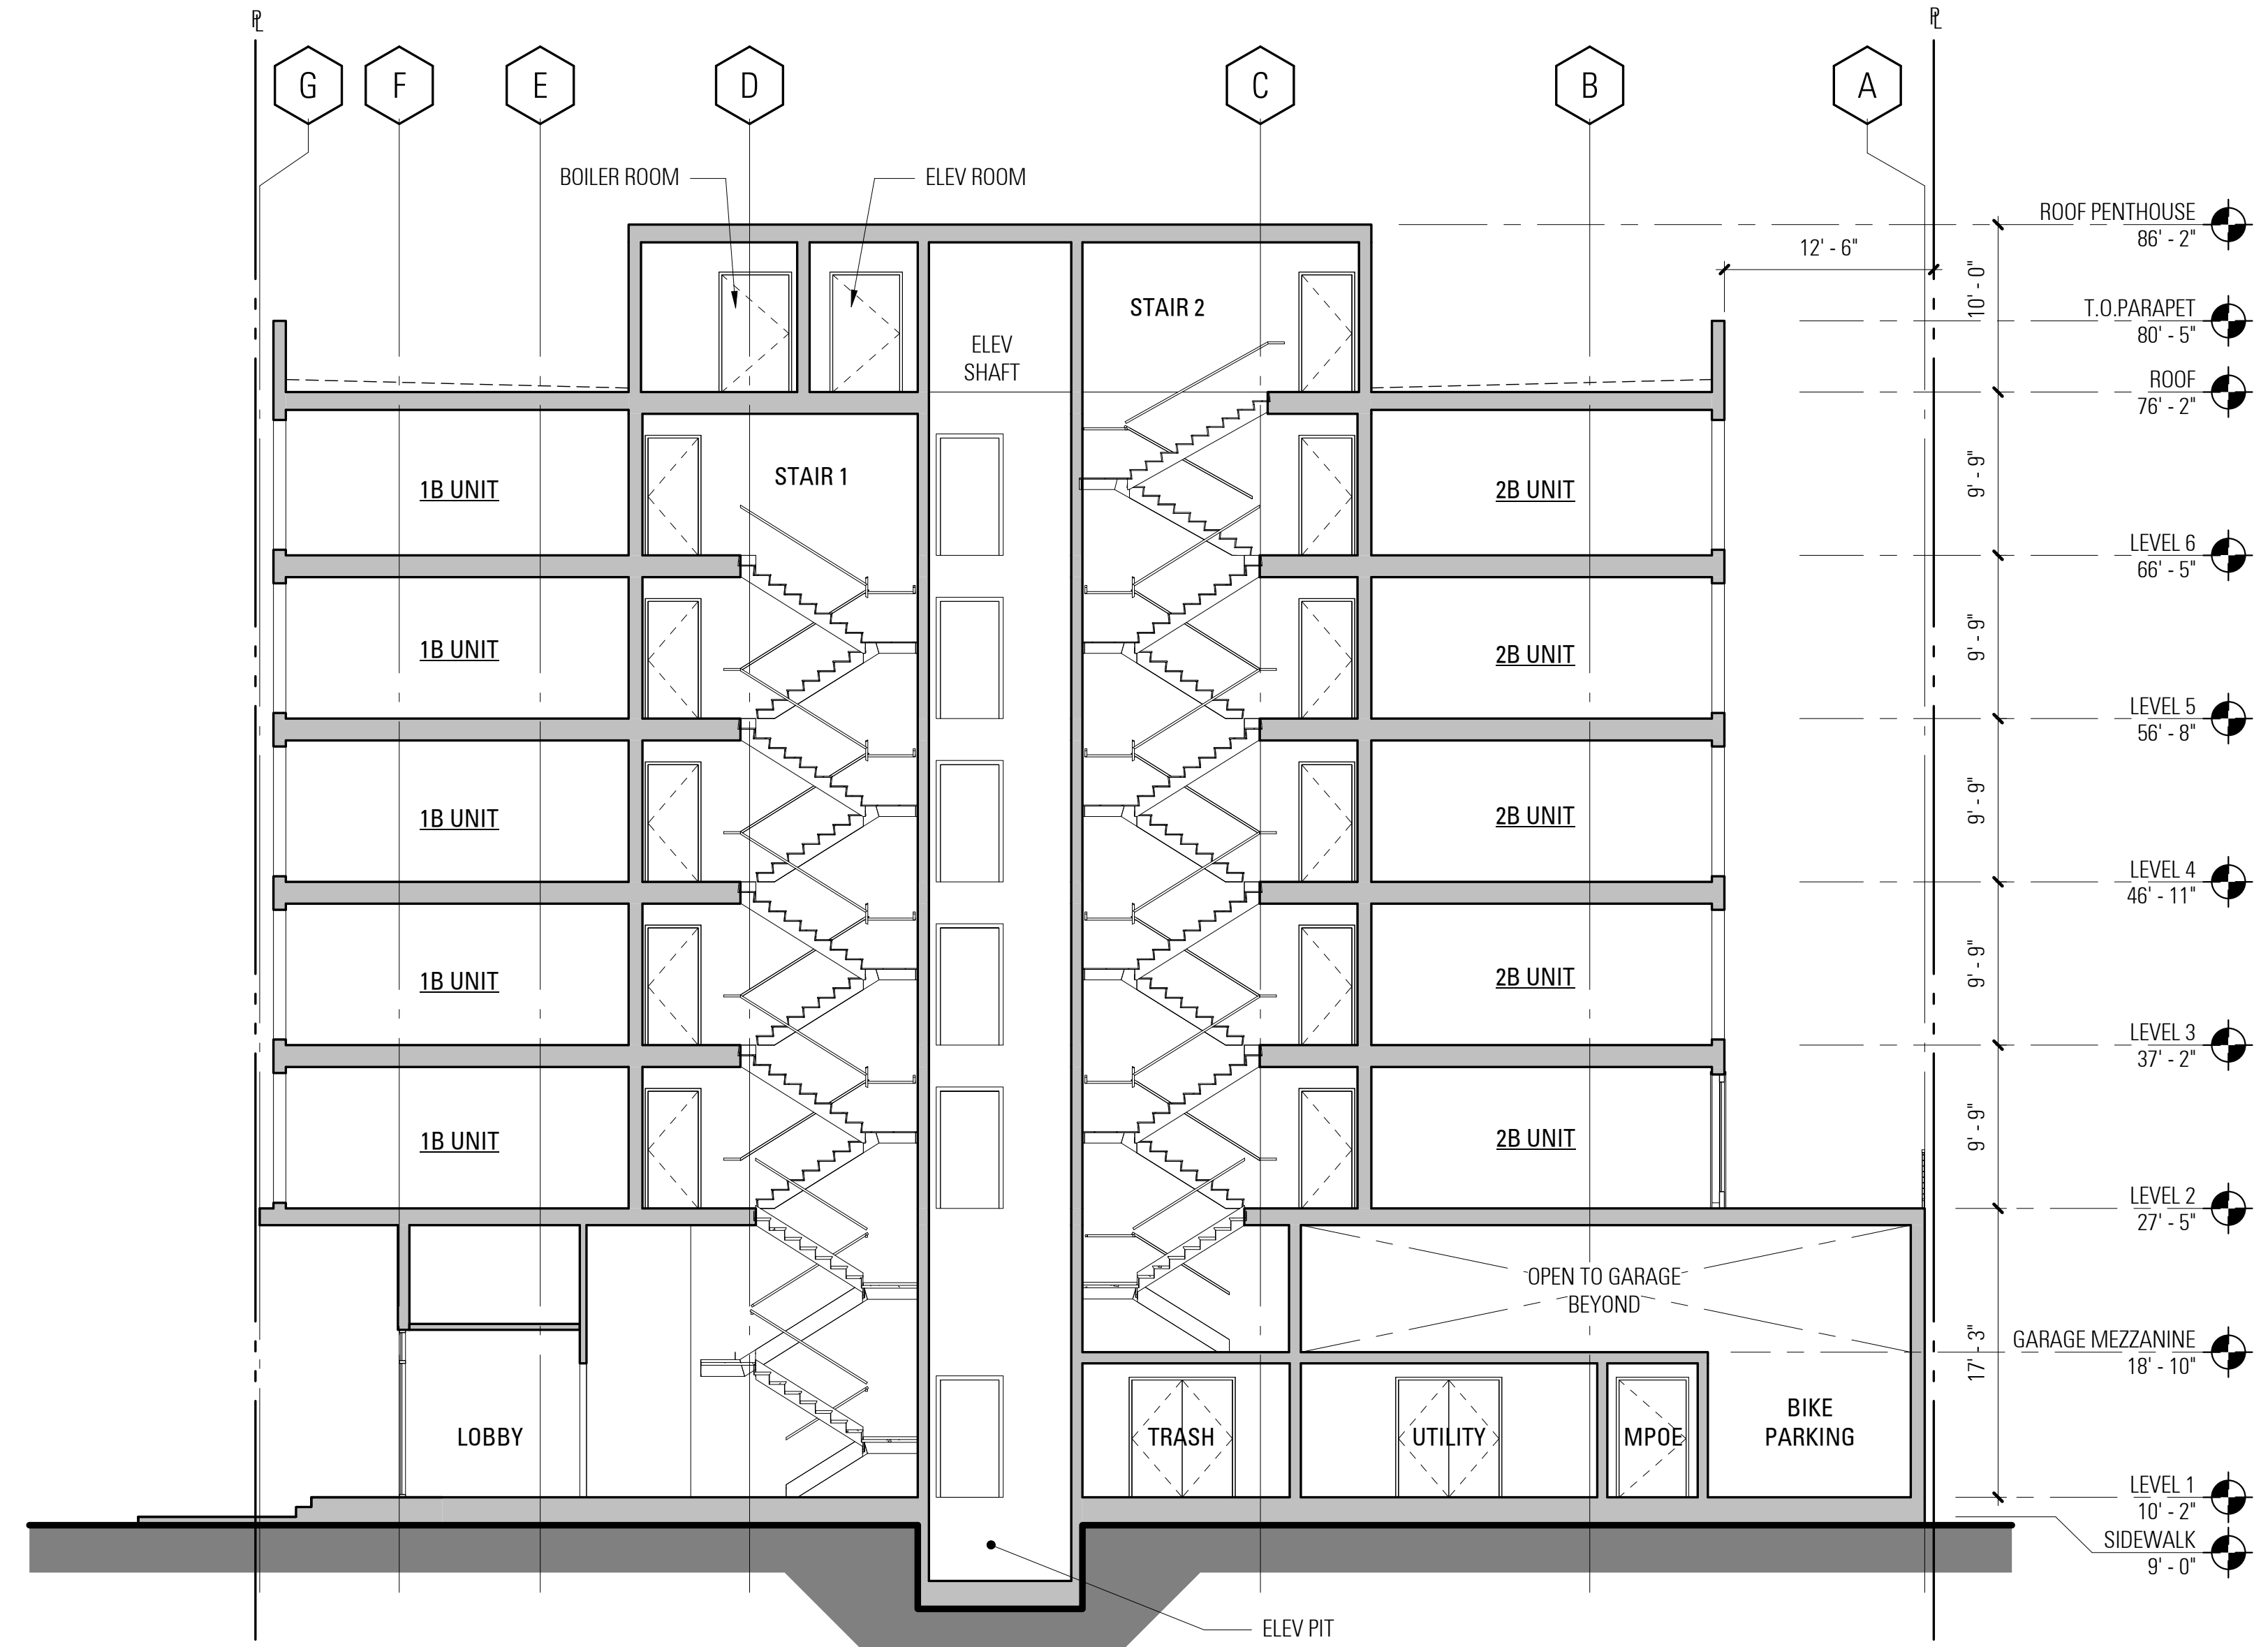 PL
PL
G
F
E
D
C
B
A
BOILER ROOM
ELEV ROOM
ROOF PENTHOUSE
86' - 2"
12' - 6"
10' - 0"
STAIR 2
T.O.PARAPET
80' - 5"
ELEV
SHAFT
ROOF
76' - 2"
1B UNIT
STAIR 1
2B UNIT
9' - 9"
LEVEL 6
66' - 5"
1B UNIT
2B UNIT
9' - 9"
LEVEL 5
56' - 8"
1B UNIT
2B UNIT
9' - 9"
LEVEL 4
46' - 11"
1B UNIT
2B UNIT
9' - 9"
LEVEL 3
37' - 2"
1B UNIT
2B UNIT
9' - 9"
LEVEL 2
27' - 5"
OPEN TO GARAGE
BEYOND
17' - 3"
GARAGE MEZZANINE
18' - 10"
LOBBY
TRASH
UTILITY
MPOE
BIKE
PARKING
LEVEL 1
10' - 2"
SIDEWALK
9' - 0"
ELEV PIT